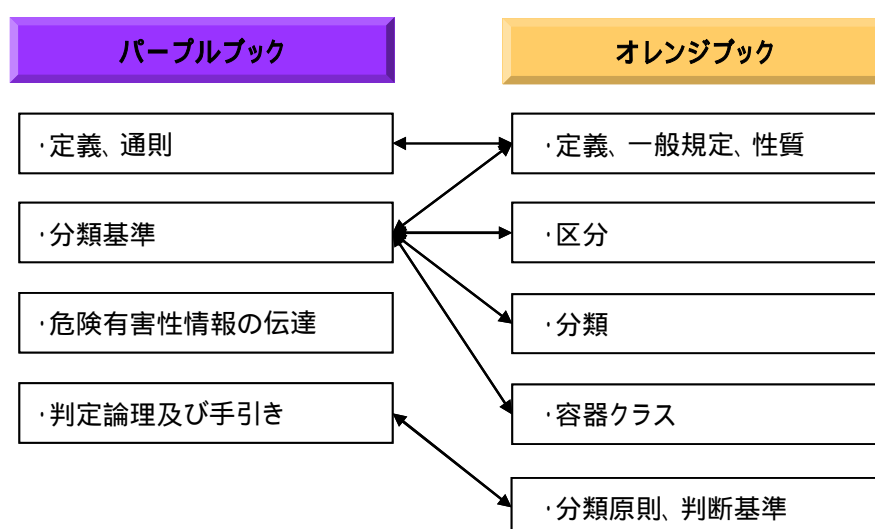 パープルブック
オレンジブック
・定義、通則
・定義、一般規定、性質
・分類基準
・区分
・危険有害性情報の伝達
・分類
・判定論理及び手引き
・容器クラス
・分類原則、判断基準